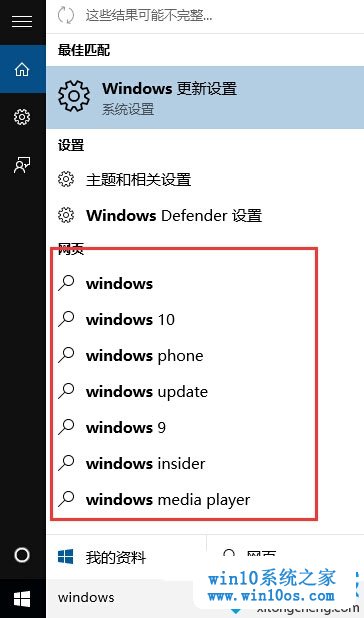 这些结果可能不完整...
最佳匹配
Windows 更新设置
系统设置
设置
主题和相关设置
Windows Defender 设置
网页
windows
windows 10
windows phone
windows update
windows 9
windows insider
windows media player
我的资料
网页
windows
win10系统之家
www.win10os.com
xitongcheng.com